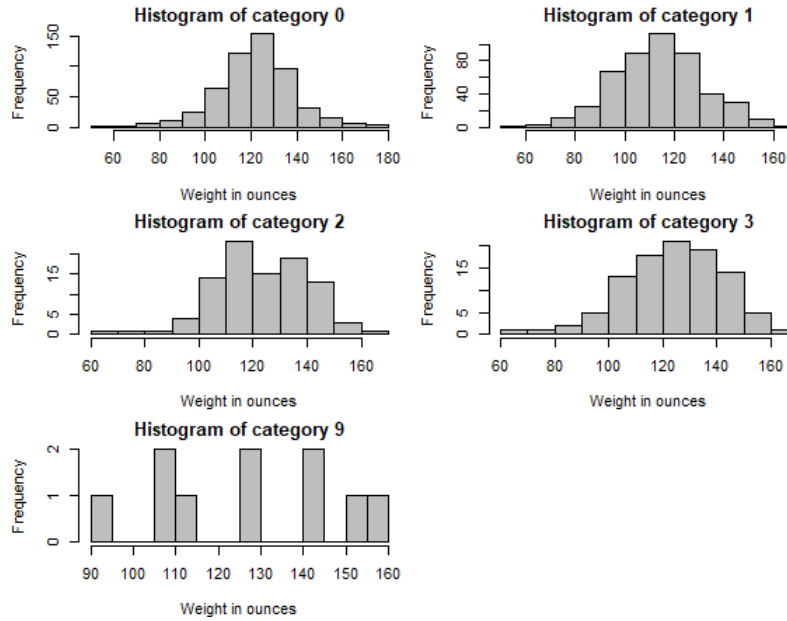 Histogram of category 0
Frequency
0 50 150
60 80 100 120 140 160 180
Weight in ounces
Histogram of category 1
Frequency
0 40 80
60 80 100 120 140 160
Weight in ounces
Histogram of category 2
Frequency
0 5 15
60 80 100 120 140 160
Weight in ounces
Histogram of category 3
Frequency
0 5 15
60 80 100 120 140 160
Weight in ounces
Histogram of category 9
Frequency
0 1 2
90 100 110 120 130 140 150 160
Weight in ounces